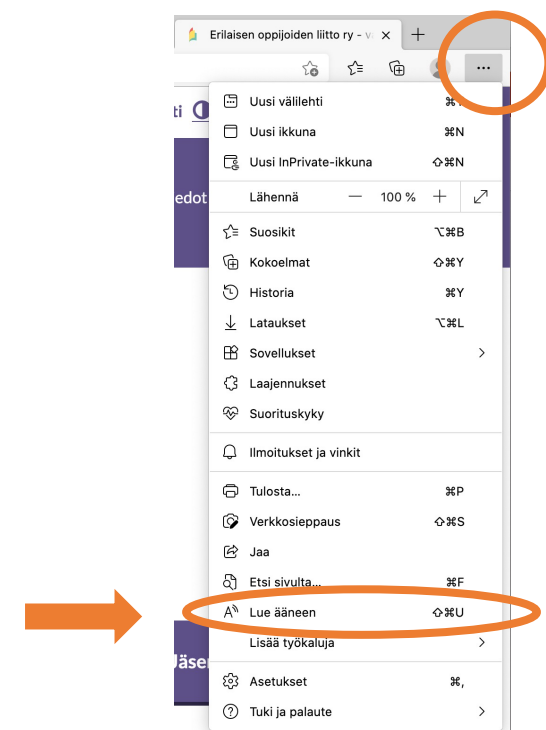 Erilaisen oppijoiden liitto ry - v
ti
Uusi välilehti
Uusi ikkuna ⌘N
Uusi InPrivate-ikkuna ⇧⌘N
edot
Lähennä — 100 % +
Suosikit ⌥⌘B
Kokoelmat ⇧⌘Y
Historia ⌘Y
Lataukset ⌥⌘L
Sovellukset
Laajennukset
Suorituskyky
Ilmoitukset ja vinkit
Tulosta... ⌘P
Verkkosieppaus ⇧⌘S
Jaa
Etsi sivulta... ⌘F
Lue ääneen ⇧⌘U
Lisää työkaluja
Jäse
Asetukset ⌘,
Tuki ja palaute